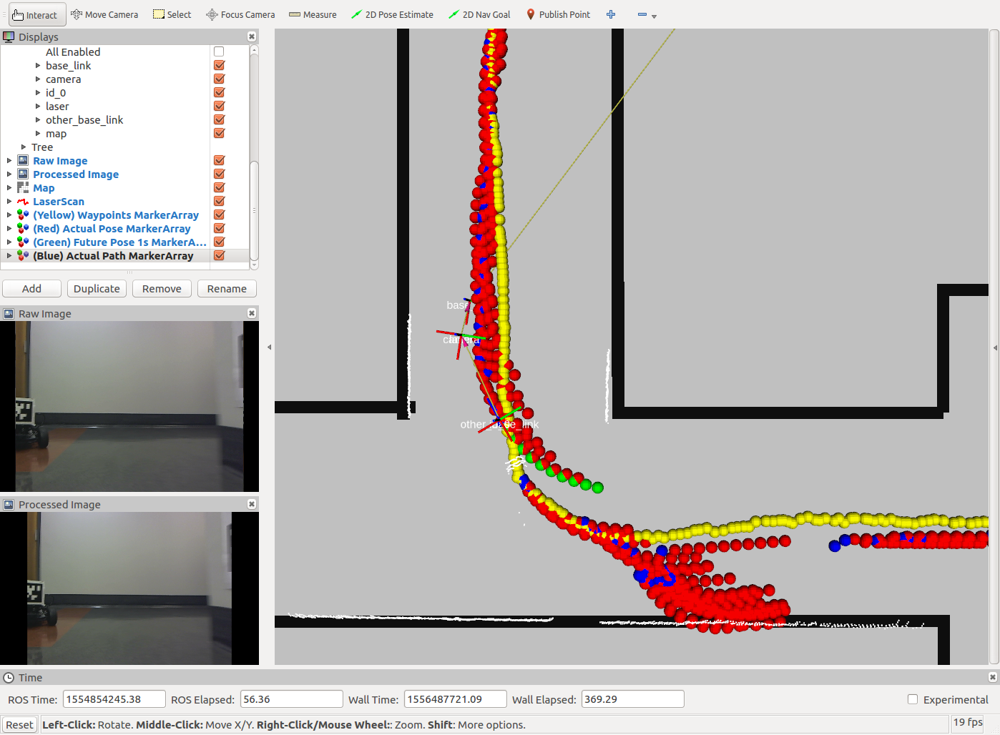 Interact Move Camera Select Focus Camera Measure 2D Pose Estimate 2D Nav Goal Publish Point
Displays
All Enabled
base_link
camera
id_0
laser
other_base_link
map
Tree
Raw Image
Processed Image
Map
LaserScan
(Yellow) Waypoints MarkerArray
(Red) Actual Pose MarkerArray
(Green) Future Pose 1s MarkerA...
(Blue) Actual Path MarkerArray
Add Duplicate Remove Rename
Raw Image
Processed Image
Time
ROS Time: 1554854245.38 ROS Elapsed: 56.36 Wall Time: 1556487721.09 Wall Elapsed: 369.29 Experimental
Reset Left-Click: Rotate. Middle-Click: Move X/Y. Right-Click/Mouse Wheel:: Zoom. Shift: More options. 19 fps